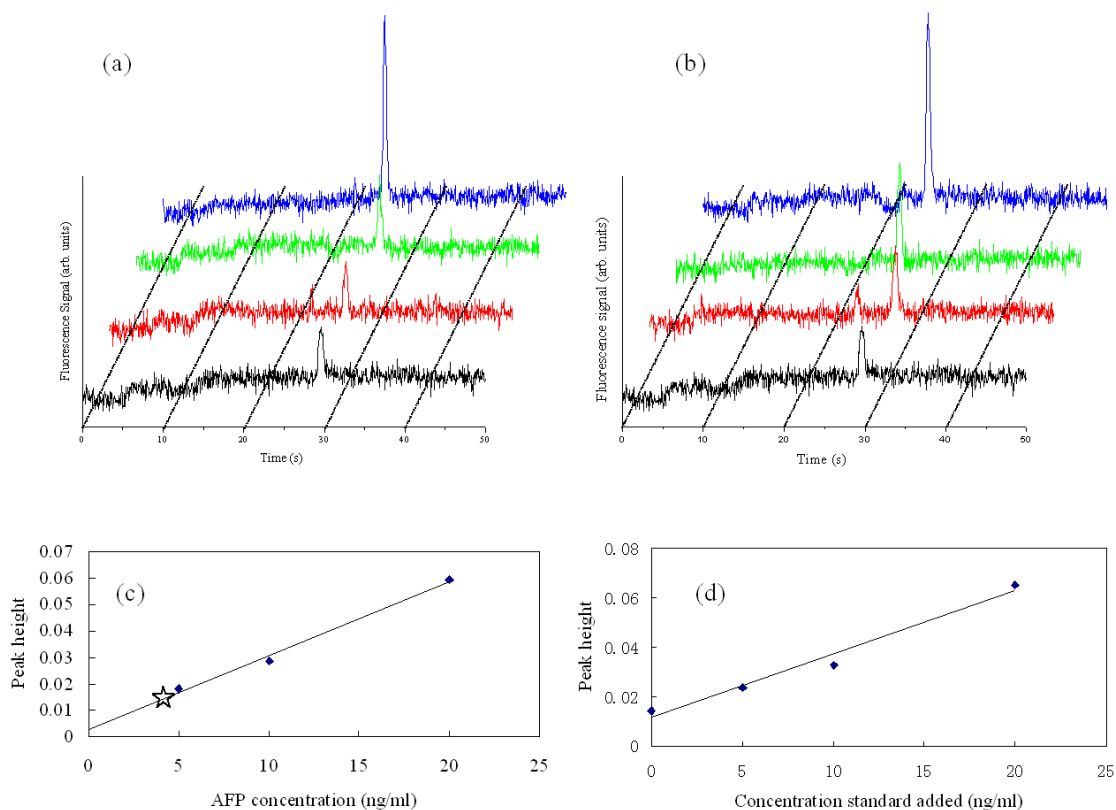 (a)
Fluorescence Signal (arb. units)
0 10 20 30 40 50
Time (s)
(b)
Fluorescence signal (arb. units)
0 10 20 30 40 50
Time (s)
(c)
Peak height
0.07
0.06
0.05
0.04
0.03
0.02
0.01
0
0 5 10 15 20 25
AFP concentration (ng/ml)
(d)
Peak height
0.08
0.06
0.04
0.02
0
0 5 10 15 20 25
Concentration standard added (ng/ml)